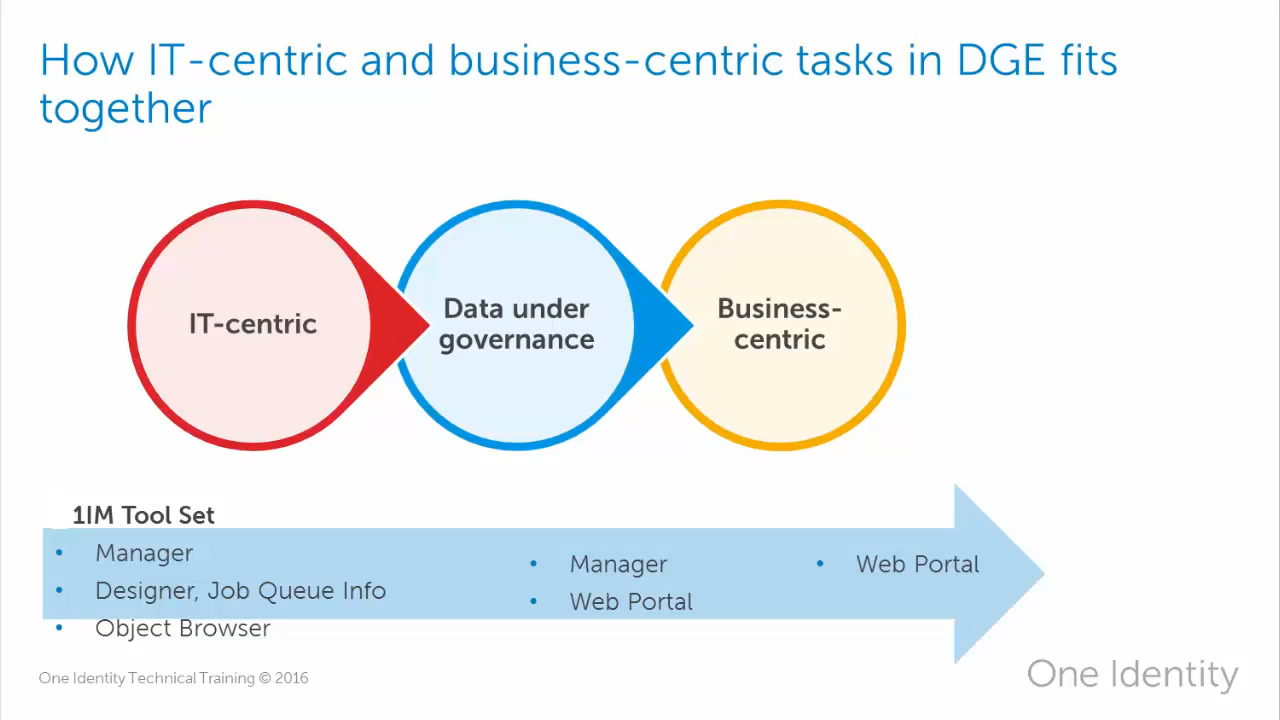 How IT-centric and business-centric tasks in DGE fits
together
IT-centric
Data under
governance
Business-
centric
1IM Tool Set
• Manager
• Designer, Job Queue Info
• Object Browser
• Manager
• Web Portal
• Web Portal
One Identity Technical Training © 2016
One Identity